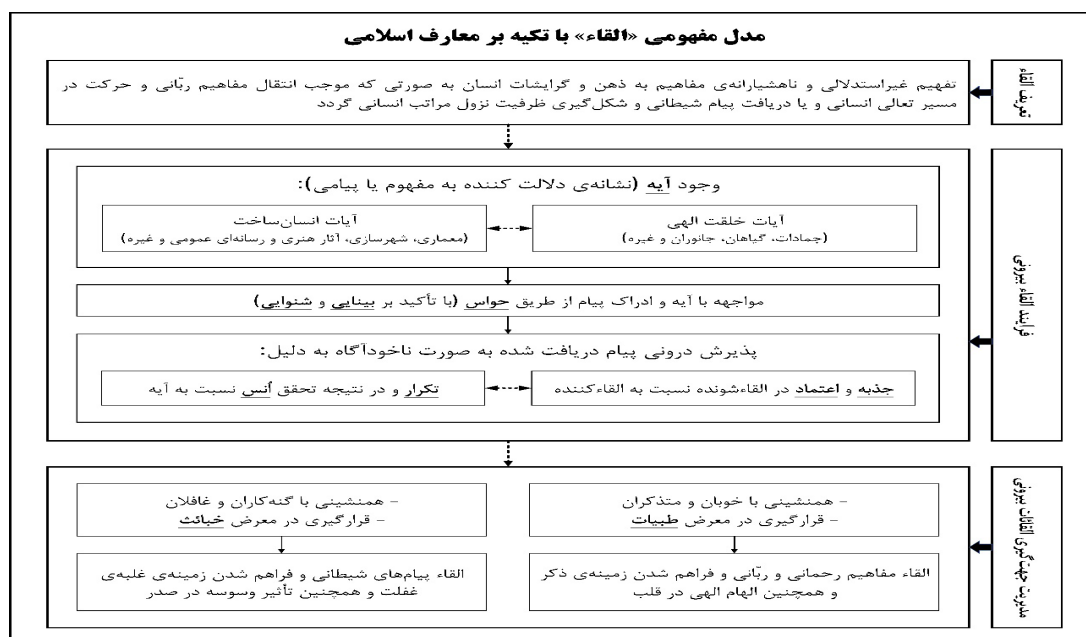 مدل مفهومی «القاء» با تکیه بر معارف اسلامی
تعریف القاء
تفهیم غیراستدلالی و ناهشیارانه‌ی مفاهیم به ذهن و گرایشات انسان به صورتی که موجب انتقال مفاهیم ربّانی و حرکت در
مسیر تعالی انسانی و یا دریافت پیام شیطانی و شکل‌گیری ظرفیت نزول مراتب انسانی گردد
فرایند القاء بیرونی
وجود آیه (نشانه‌ی دلالت کننده به مفهوم یا پیامی):
آیات خلقت الهی
(جمادات، گیاهان، جانوران و غیره)
آیات انسان‌ساخت
(معماری، شهرسازی، آثار هنری و رسانه‌ای عمومی و غیره)
مواجهه با آیه و ادراک پیام از طریق حواس (با تأکید بر بینایی و شنوایی)
پذیرش درونی پیام دریافت شده به صورت ناخودآگاه به دلیل:
جذبه و اعتماد در القاءشونده نسبت به القاءکننده
تکرار و در نتیجه تحقق اُنس نسبت به آیه
مدیریت جهت‌گیری القائات بیرونی
- همنشینی با خوبان و متذکران
- قرارگیری در معرض طیبات
القاء مفاهیم رحمانی و ربّانی و فراهم شدن زمینه‌ی ذکر
و همچنین الهام الهی در قلب
- همنشینی با گنه‌کاران و غافلان
- قرارگیری در معرض خبائث
القاء پیام‌های شیطانی و فراهم شدن زمینه‌ی غلبه‌ی
غفلت و همچنین تأثیر وسوسه در صدر